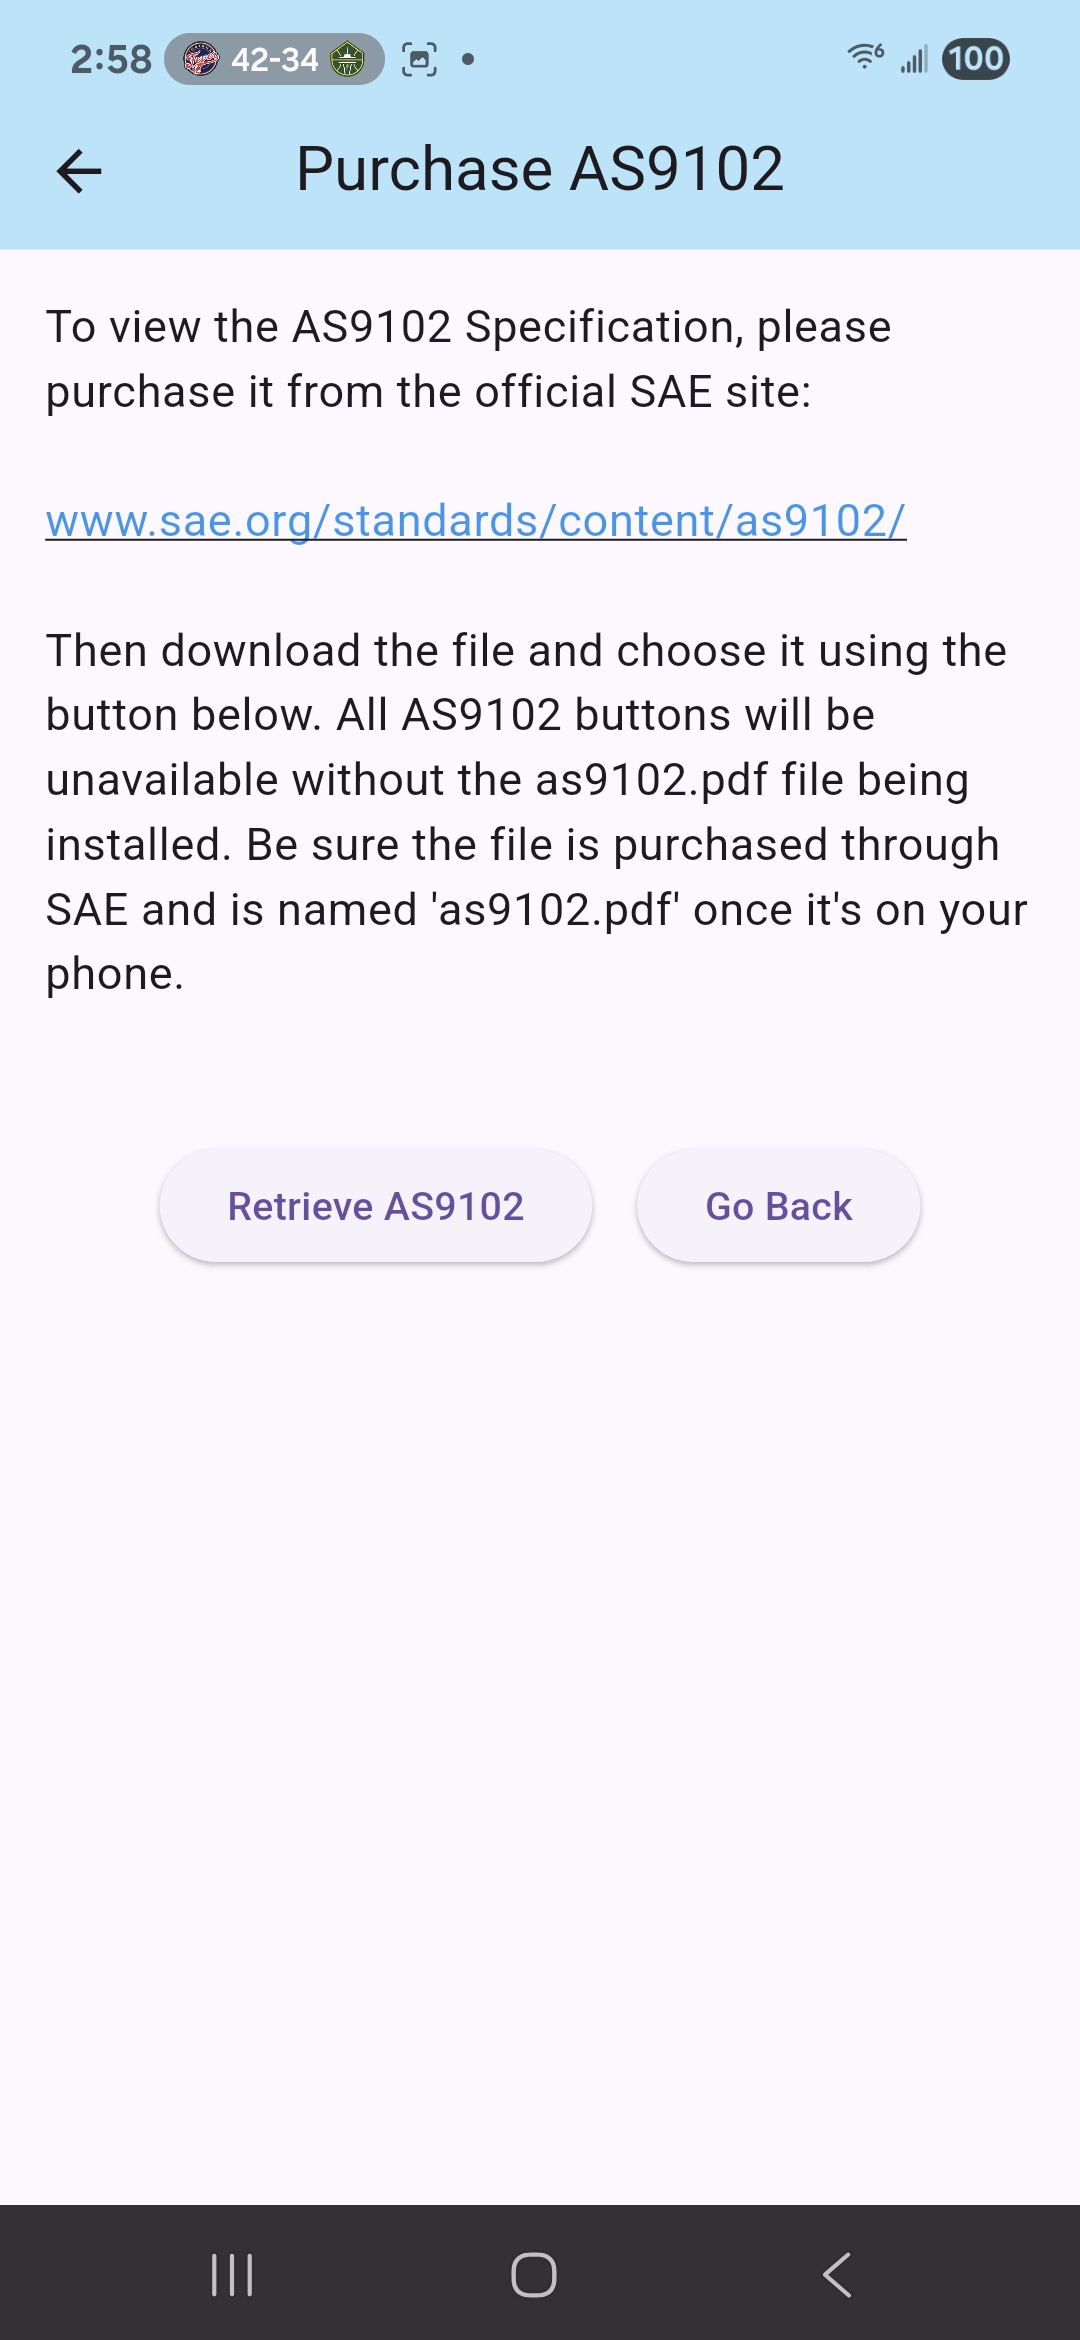 2:58 42-34 6 100
Purchase AS9102
To view the AS9102 Specification, please
purchase it from the official SAE site:
www.sae.org/standards/content/as9102/
Then download the file and choose it using the
button below. All AS9102 buttons will be
unavailable without the as9102.pdf file being
installed. Be sure the file is purchased through
SAE and is named 'as9102.pdf' once it's on your
phone.
Retrieve AS9102 Go Back